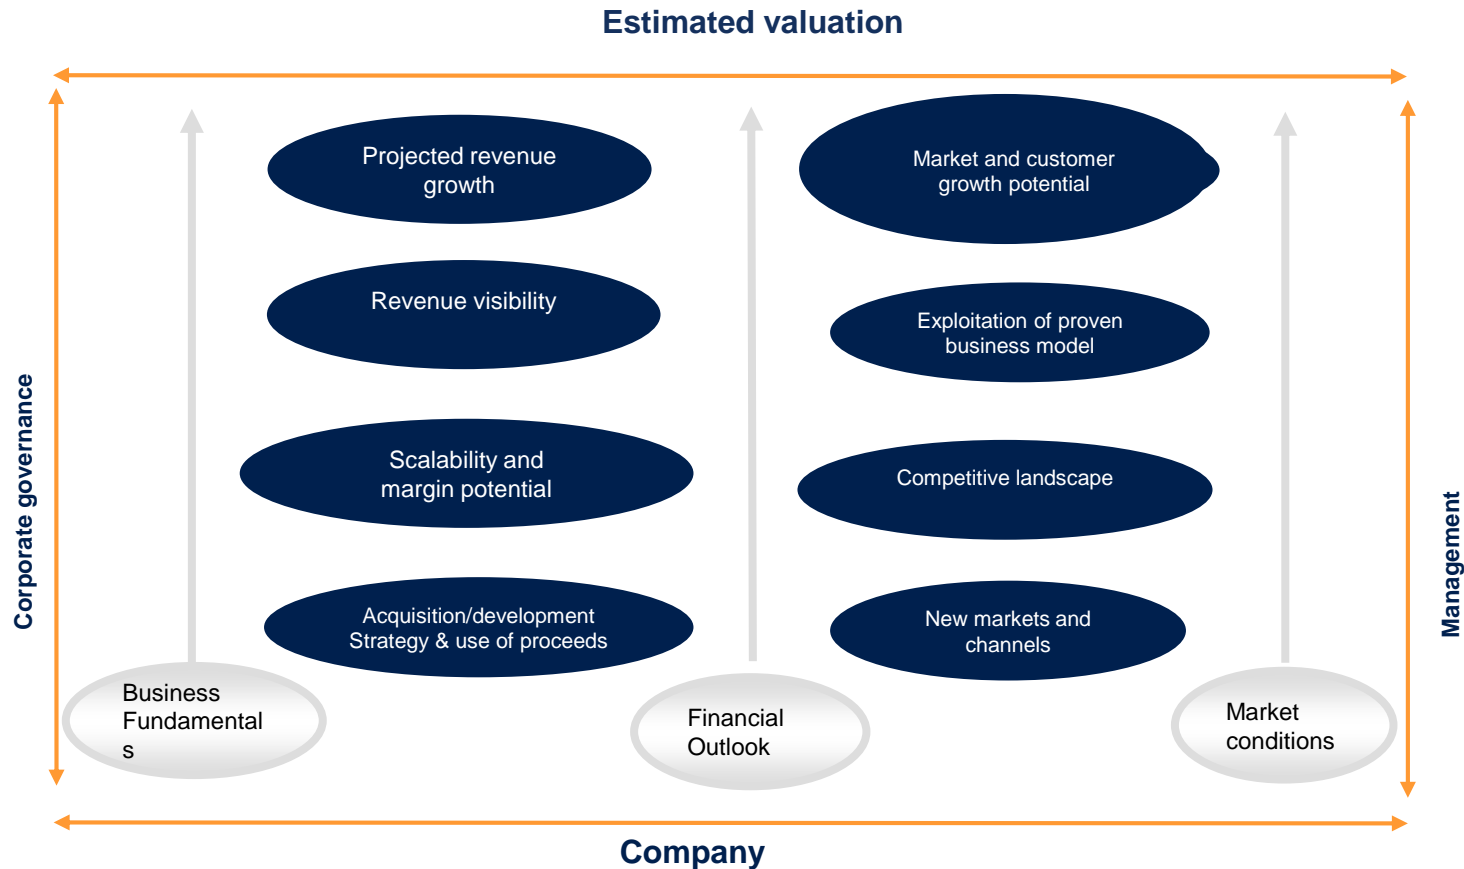 Estimated valuation
Projected revenue
growth
Market and customer
growth potential
Revenue visibility
Exploitation of proven
business model
Corporate governance
Scalability and
margin potential
Competitive landscape
Management
Acquisition/development
Strategy & use of proceeds
New markets and
channels
Business
Fundamental
s
Financial
Outlook
Market
conditions
Company